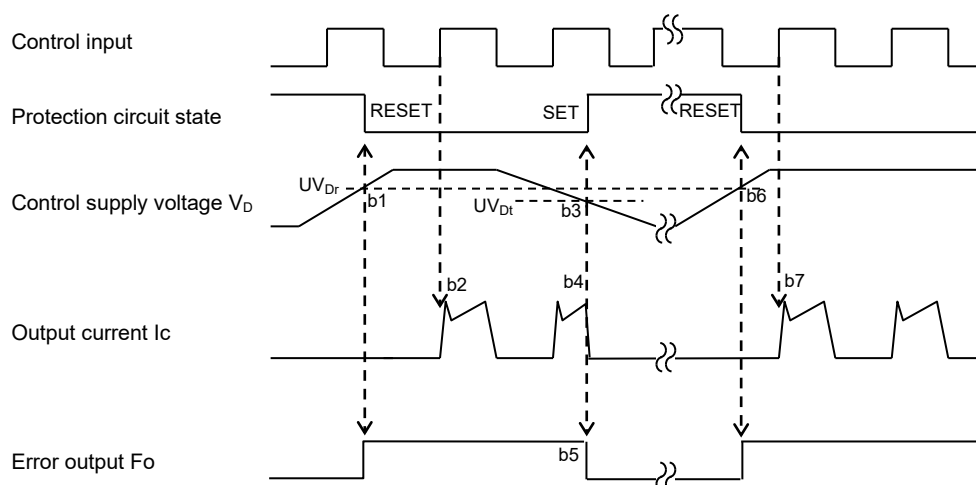 Control input
Protection circuit state
RESET
SET
RESET
Control supply voltage VD
UVDr
b1
UVDt
b3
b6
Output current Ic
b2
b4
b7
Error output Fo
b5